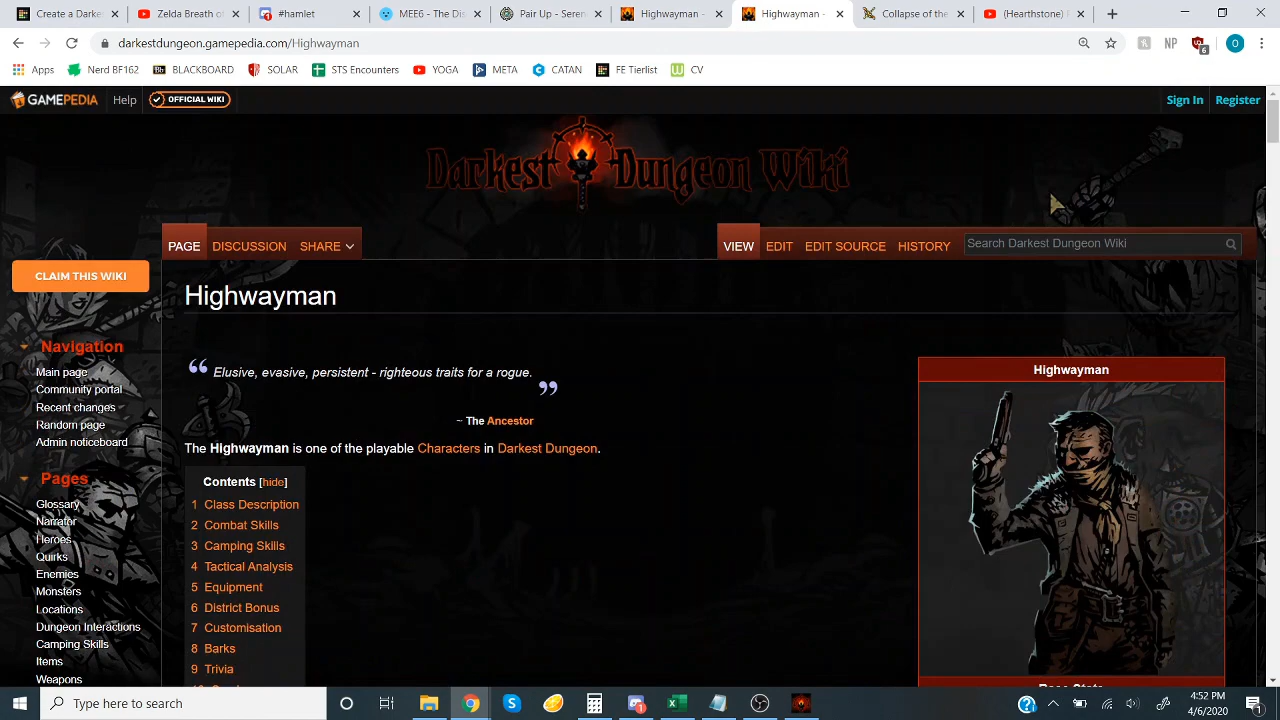 Create a Dark
Zelda Breath o
#hamlet
MEE6 - The
Pair Up - Seren
Highwayman -
Highwayman -
Collapse of the
(Hearthstone)
darkestdungeon.gamepedia.com/Highwayman
NP
6
O
Apps
Nerd BF162
BLACKBOARD
SOLAR
STS Encounters
YOGA
META
CATAN
FE Tierlist
CV
GAMEPEDIA
Help
OFFICIAL WIKI
Sign In
Register
Darkest Dungeon Wiki
PAGE
DISCUSSION
SHARE
VIEW
EDIT
EDIT SOURCE
HISTORY
Search Darkest Dungeon Wiki
CLAIM THIS WIKI
Highwayman
Navigation
Main page
Community portal
Recent changes
Random page
Admin noticeboard
Pages
Glossary
Narrator
Heroes
Quirks
Enemies
Monsters
Locations
Dungeon Interactions
Camping Skills
Items
Weapons
“ Elusive, evasive, persistent - righteous traits for a rogue. ”
~ The Ancestor
The Highwayman is one of the playable Characters in Darkest Dungeon.
Contents [hide]
1 Class Description
2 Combat Skills
3 Camping Skills
4 Tactical Analysis
5 Equipment
6 District Bonus
7 Customisation
8 Barks
9 Trivia
Highwayman
Type here to search
4:52 PM
4/6/2020